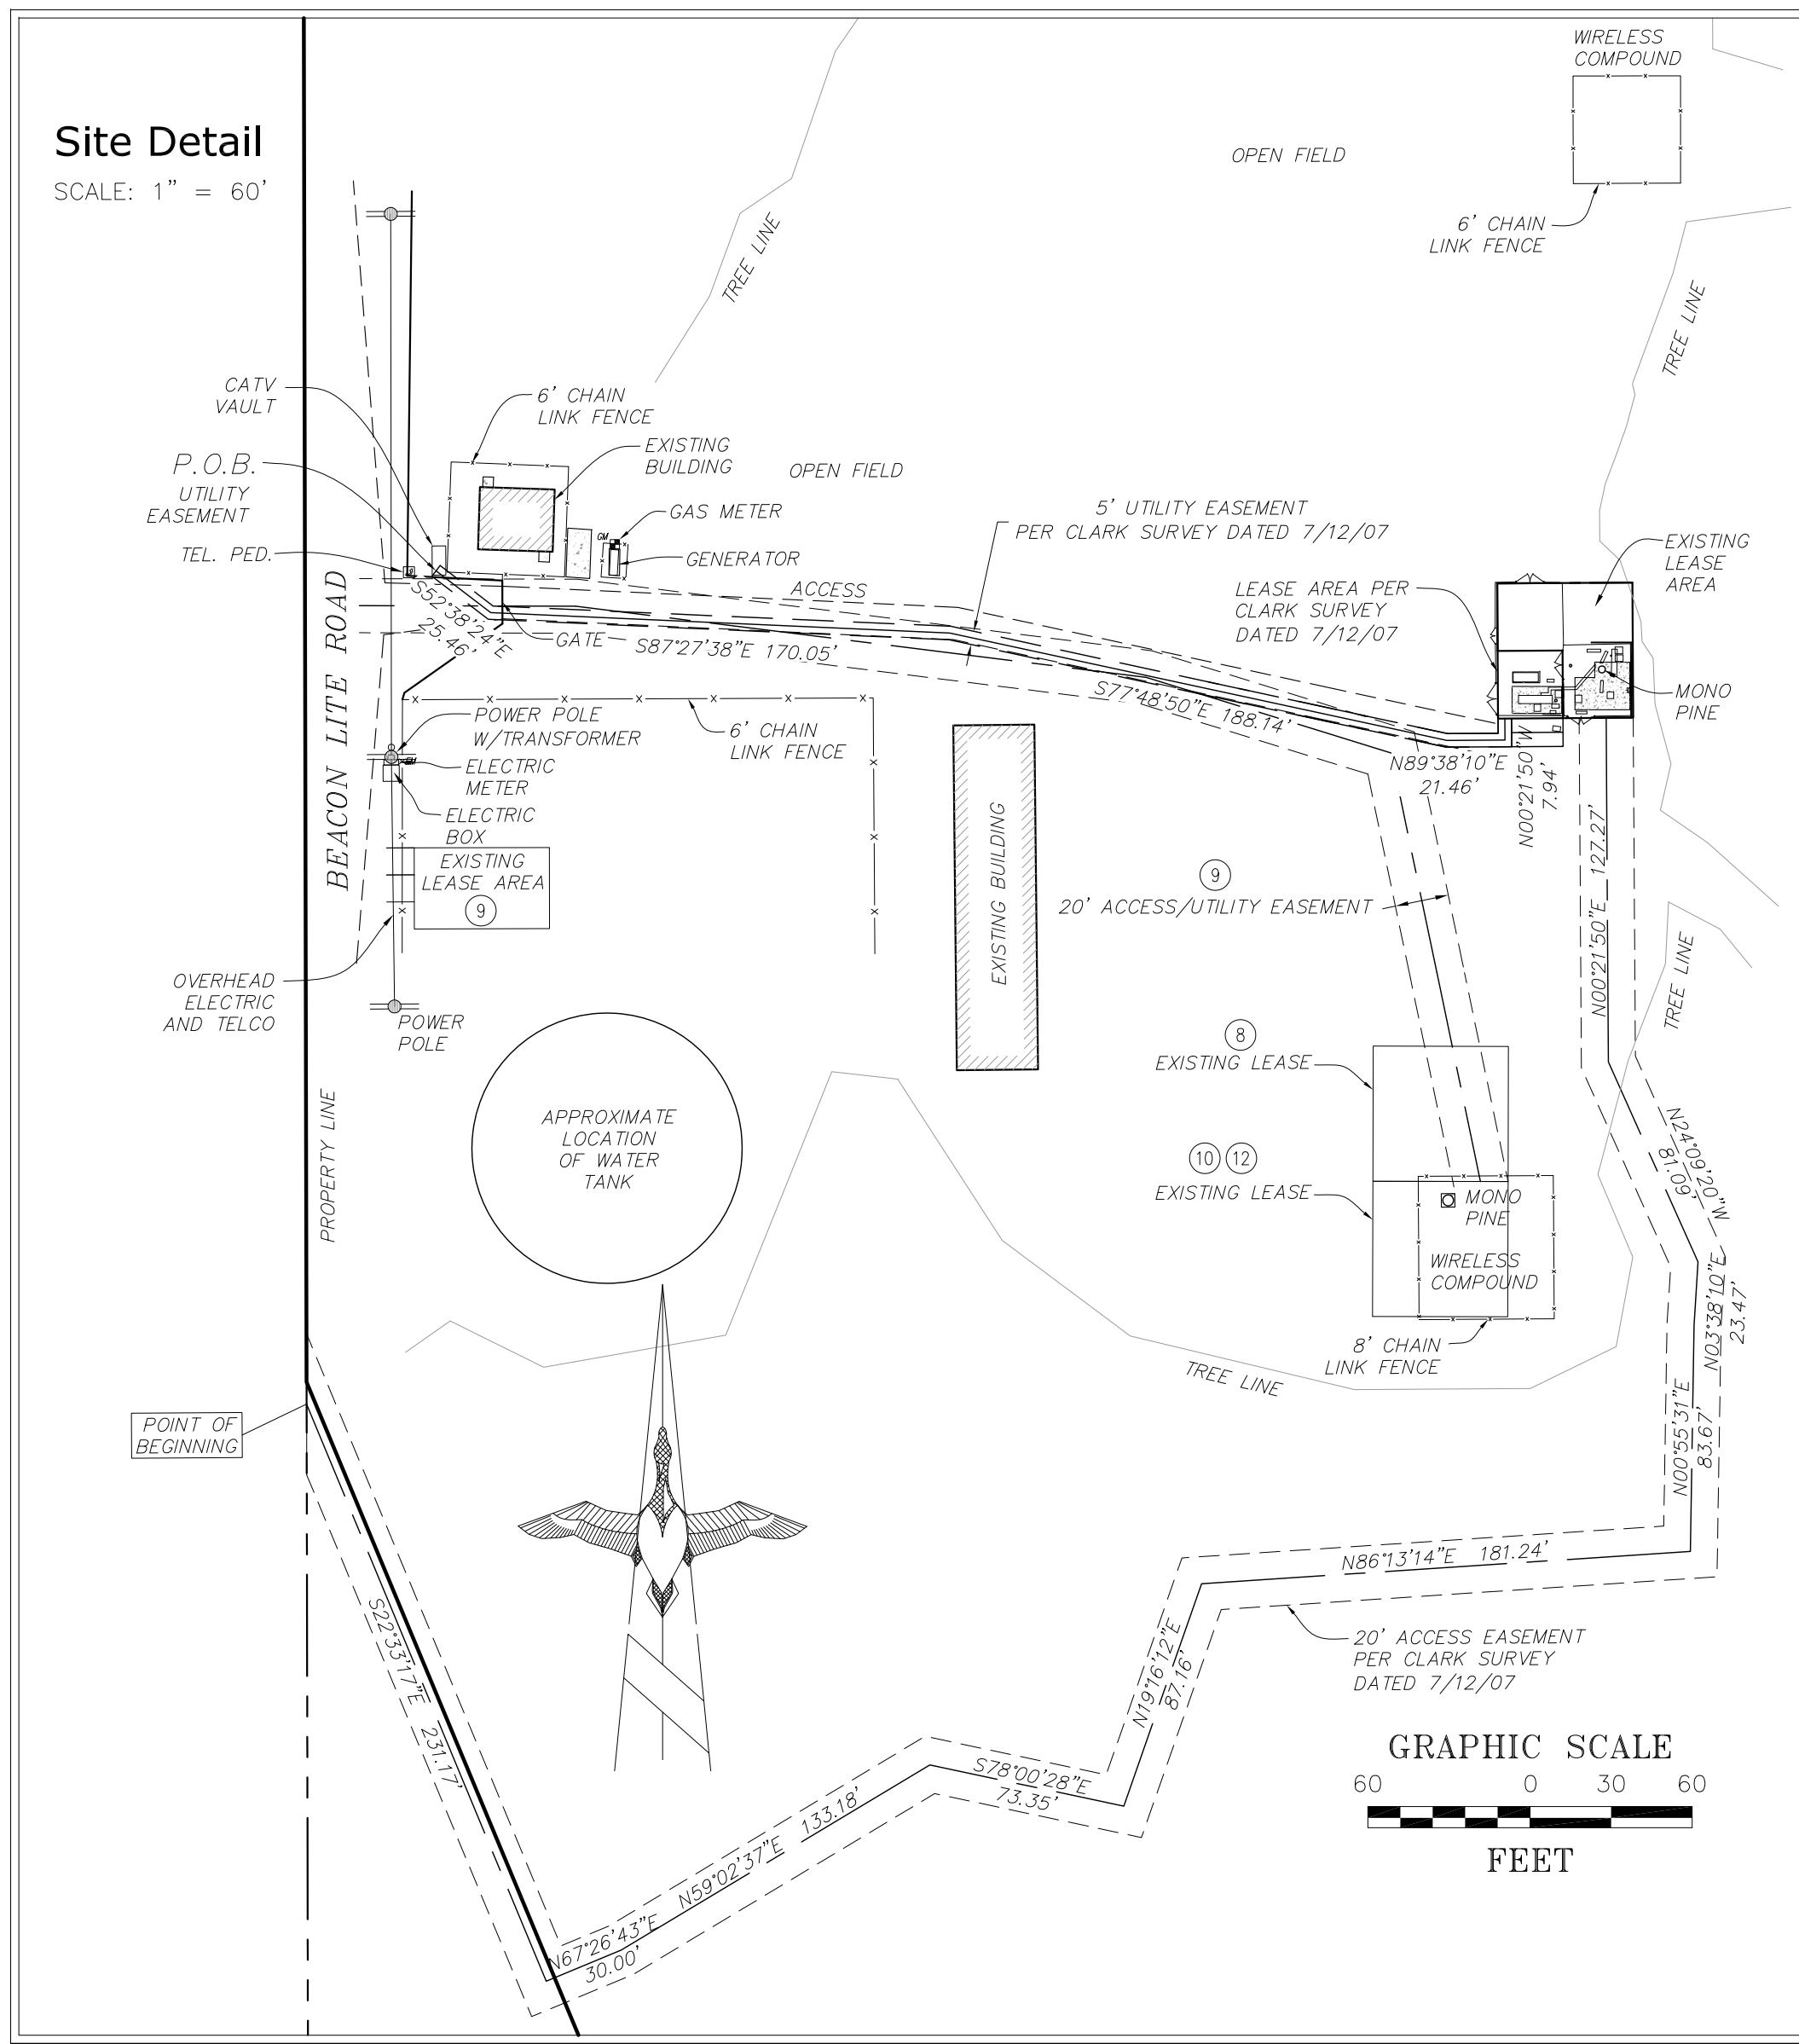 Site Detail
SCALE: 1" = 60'
WIRELESS
COMPOUND
OPEN FIELD
6' CHAIN
LINK FENCE
TREE LINE
TREE LINE
CATV
VAULT
P.O.B.
UTILITY
EASEMENT
TEL. PED.
6' CHAIN
LINK FENCE
EXISTING
BUILDING
OPEN FIELD
GM
GAS METER
GENERATOR
5' UTILITY EASEMENT
PER CLARK SURVEY DATED 7/12/07
ACCESS
LEASE AREA PER
CLARK SURVEY
DATED 7/12/07
EXISTING
LEASE
AREA
MONO
PINE
BEACON LITE ROAD
S52°38'24"E
25.46'
GATE
S87°27'38"E 170.05'
S77°48'50"E 188.14'
N89°38'10"E
21.46'
N00°21'50"W
7.94'
POWER POLE
W/TRANSFORMER
6' CHAIN
LINK FENCE
EM
ELECTRIC
METER
ELECTRIC
BOX
EXISTING
LEASE AREA
9
EXISTING BUILDING
9
20' ACCESS/UTILITY EASEMENT
N00°21'50"E 127.27'
TREE LINE
OVERHEAD
ELECTRIC
AND TELCO
POWER
POLE
PROPERTY LINE
APPROXIMATE
LOCATION
OF WATER
TANK
8
EXISTING LEASE
10 12
EXISTING LEASE
MONO
PINE
WIRELESS
COMPOUND
8' CHAIN
LINK FENCE
TREE LINE
N24°09'20"W
81.09'
N03°38'10"E
23.47'
N00°55'31"E
83.67'
POINT OF
BEGINNING
S22°33'17"E 231.17'
N67°26'43"E
30.00'
N59°02'37"E 133.18'
S78°00'28"E
73.35'
N19°16'12"E
87.16'
N86°13'14"E 181.24'
20' ACCESS EASEMENT
PER CLARK SURVEY
DATED 7/12/07
GRAPHIC SCALE
60 0 30 60
FEET